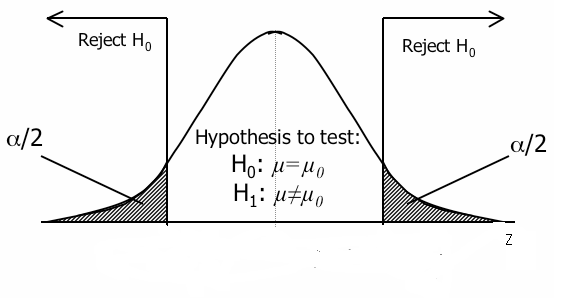 Reject H₀
Reject H₀
α/2
Hypothesis to test:
α/2
H₀: μ=μ₀
H₁: μ≠μ₀
Z